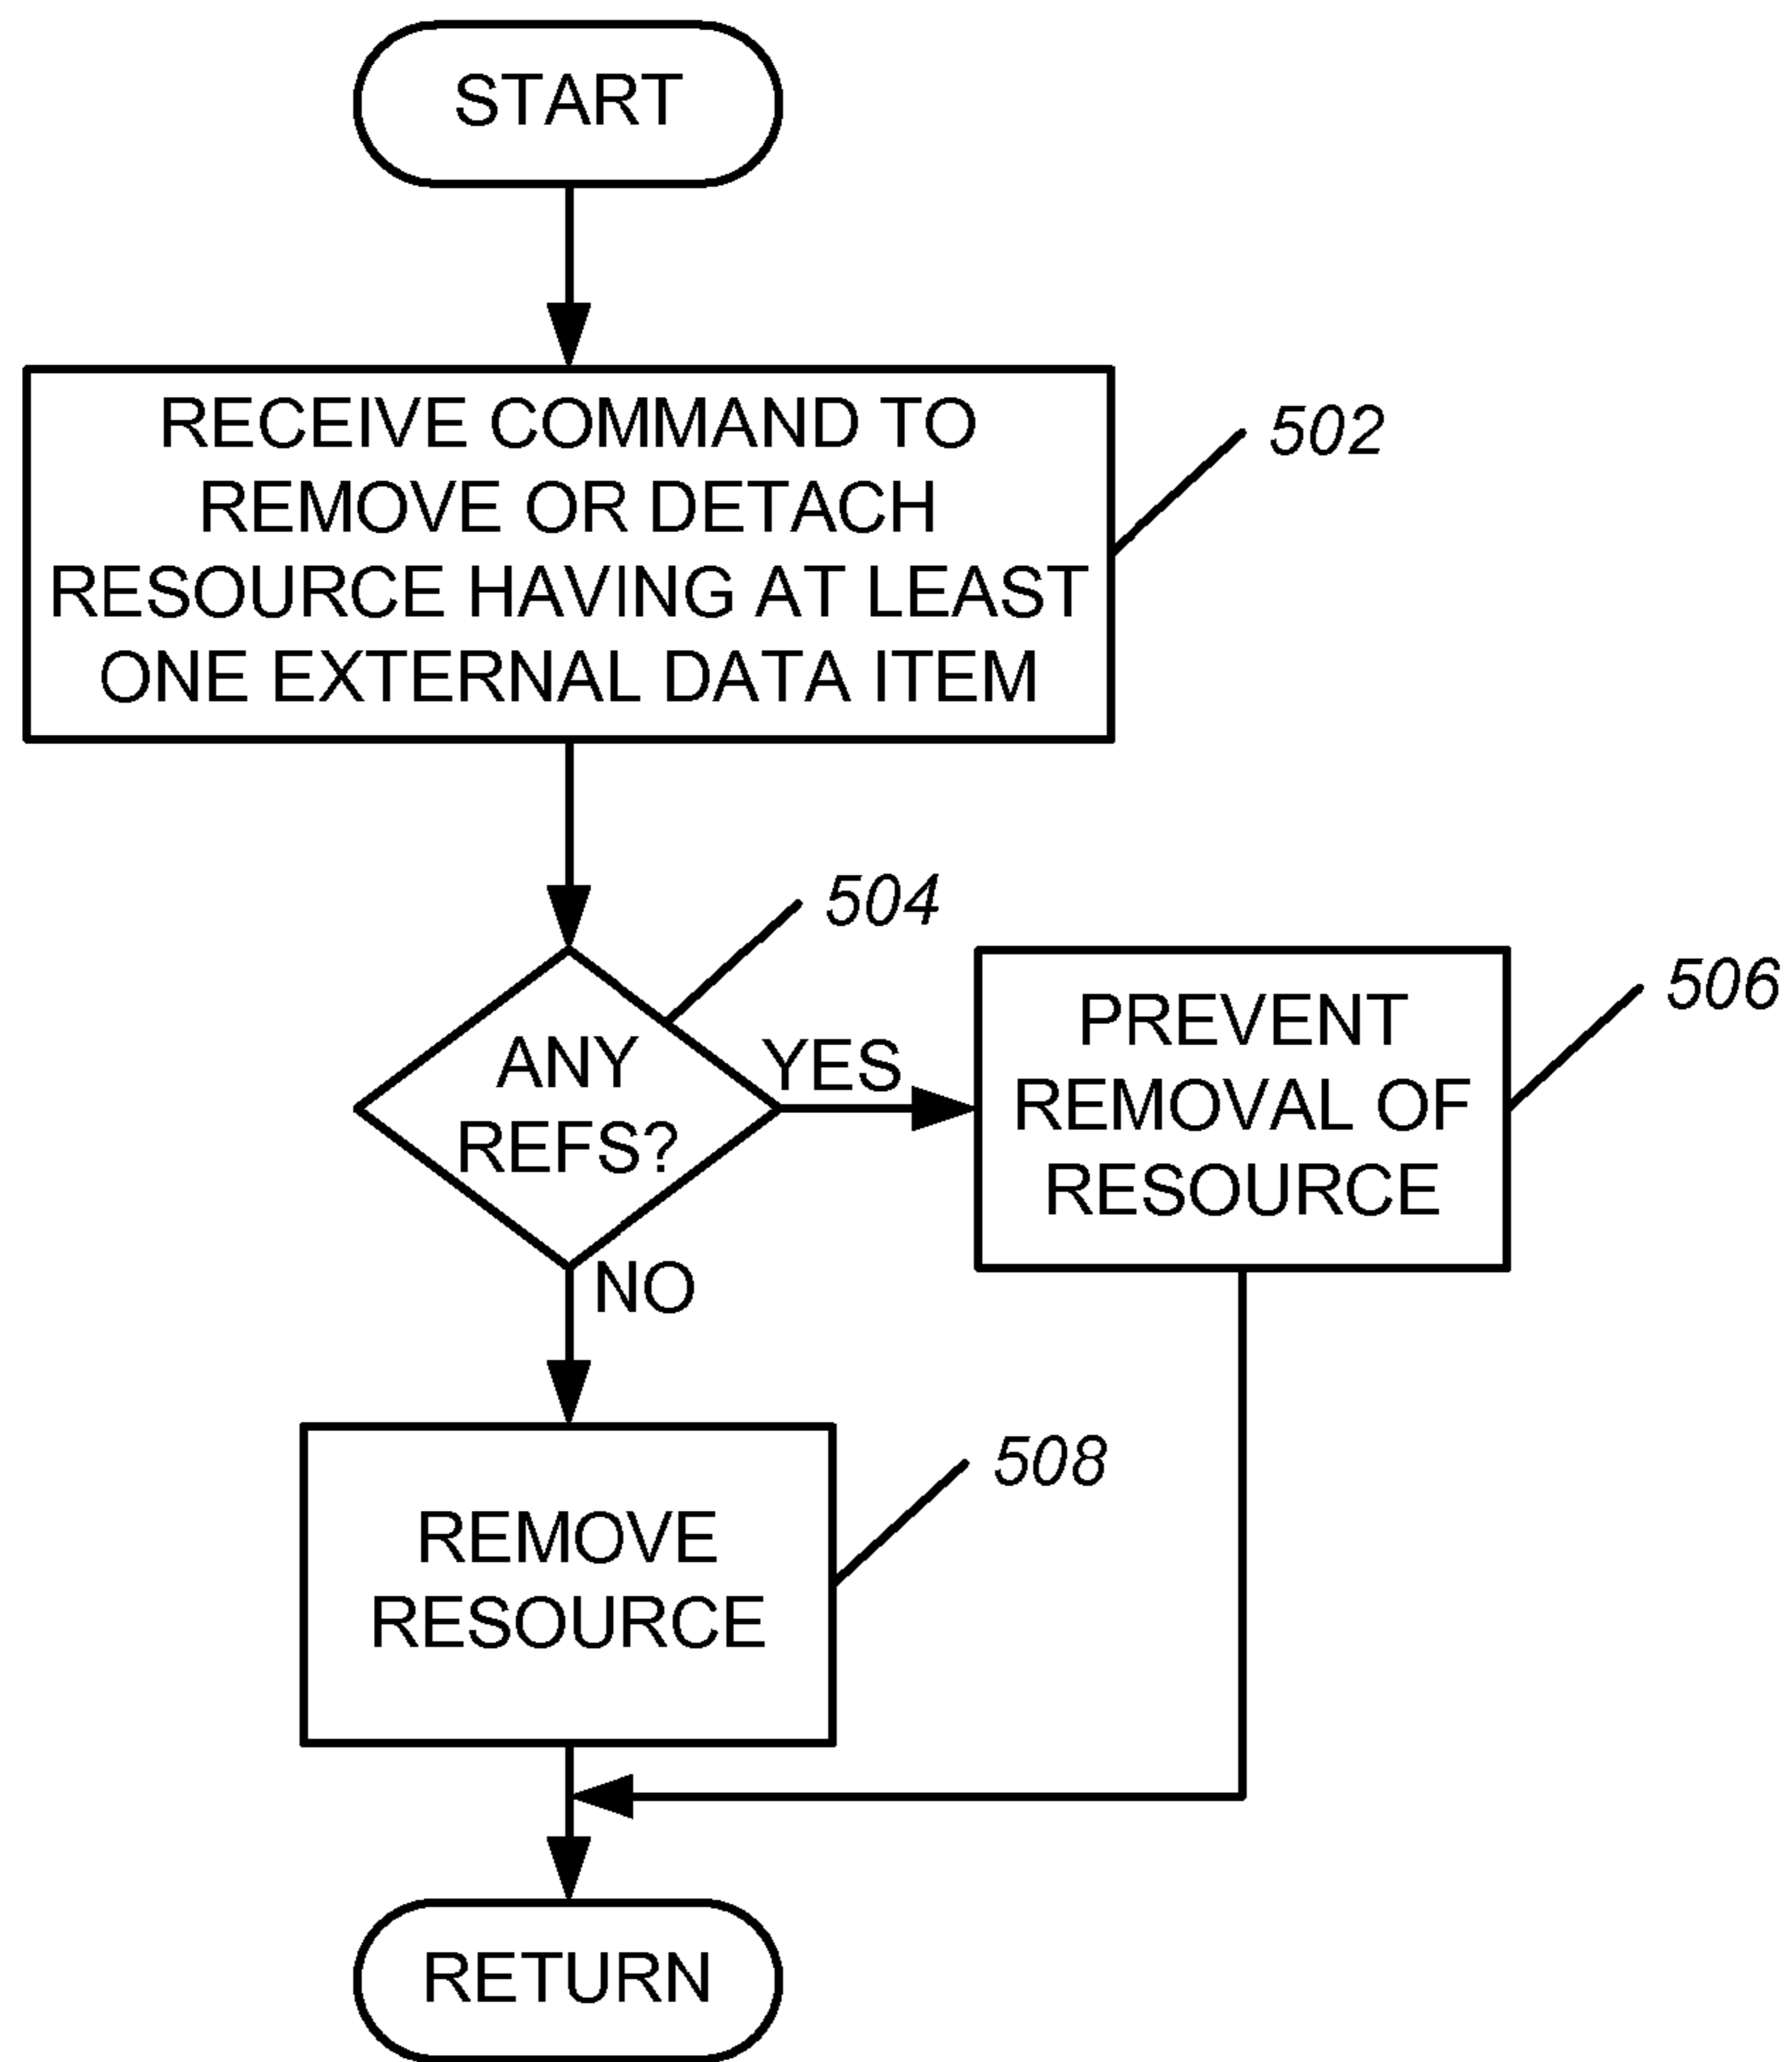 START
RECEIVE COMMAND TO
REMOVE OR DETACH
RESOURCE HAVING AT LEAST
ONE EXTERNAL DATA ITEM
502
504
ANY
REFS?
YES
PREVENT
REMOVAL OF
RESOURCE
506
NO
REMOVE
RESOURCE
508
RETURN